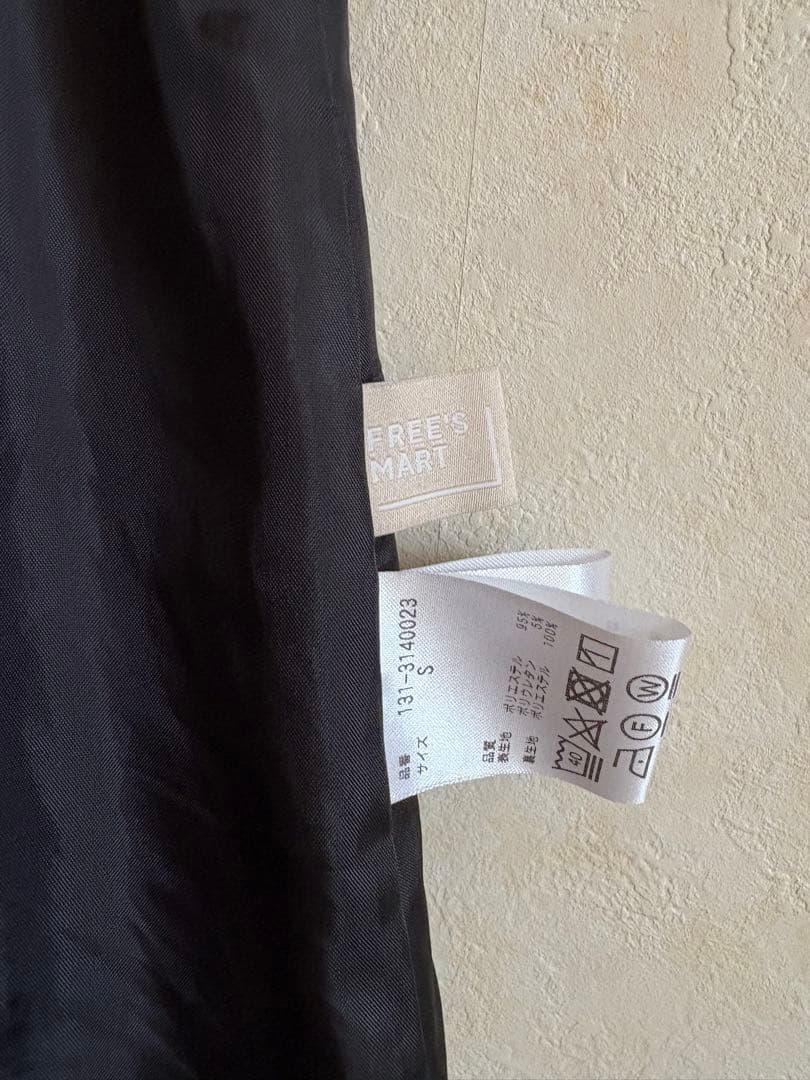 FREE'S
MART
品番 131-3140023
サイズ S
品質
表生地 ポリエステル 95%
ポリウレタン 5%
裏生地 ポリエステル 100%
40
F
W